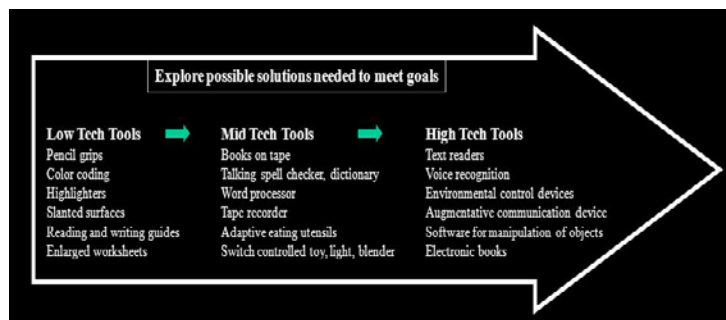 Explore possible solutions needed to meet goals
Low Tech Tools
Pencil grips
Color coding
Highlighters
Slanted surfaces
Reading and writing guides
Enlarged worksheets
Mid Tech Tools
Books on tape
Talking spell checker, dictionary
Word processor
Tape recorder
Adaptive eating utensils
Switch controlled toy, light, blender
High Tech Tools
Text readers
Voice recognition
Environmental control devices
Augmentative communication device
Software for manipulation of objects
Electronic books